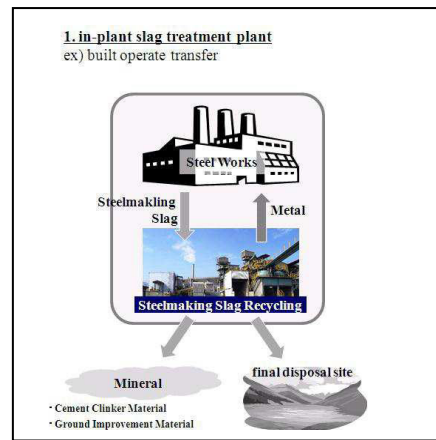 1. in-plant slag treatment plant
ex) built operate transfer
Steel Works
Steelmakling
Slag
Metal
Steelmaking Slag Recycling
Mineral
final disposal site
・Cement Clinker Material
・Ground Improvement Material